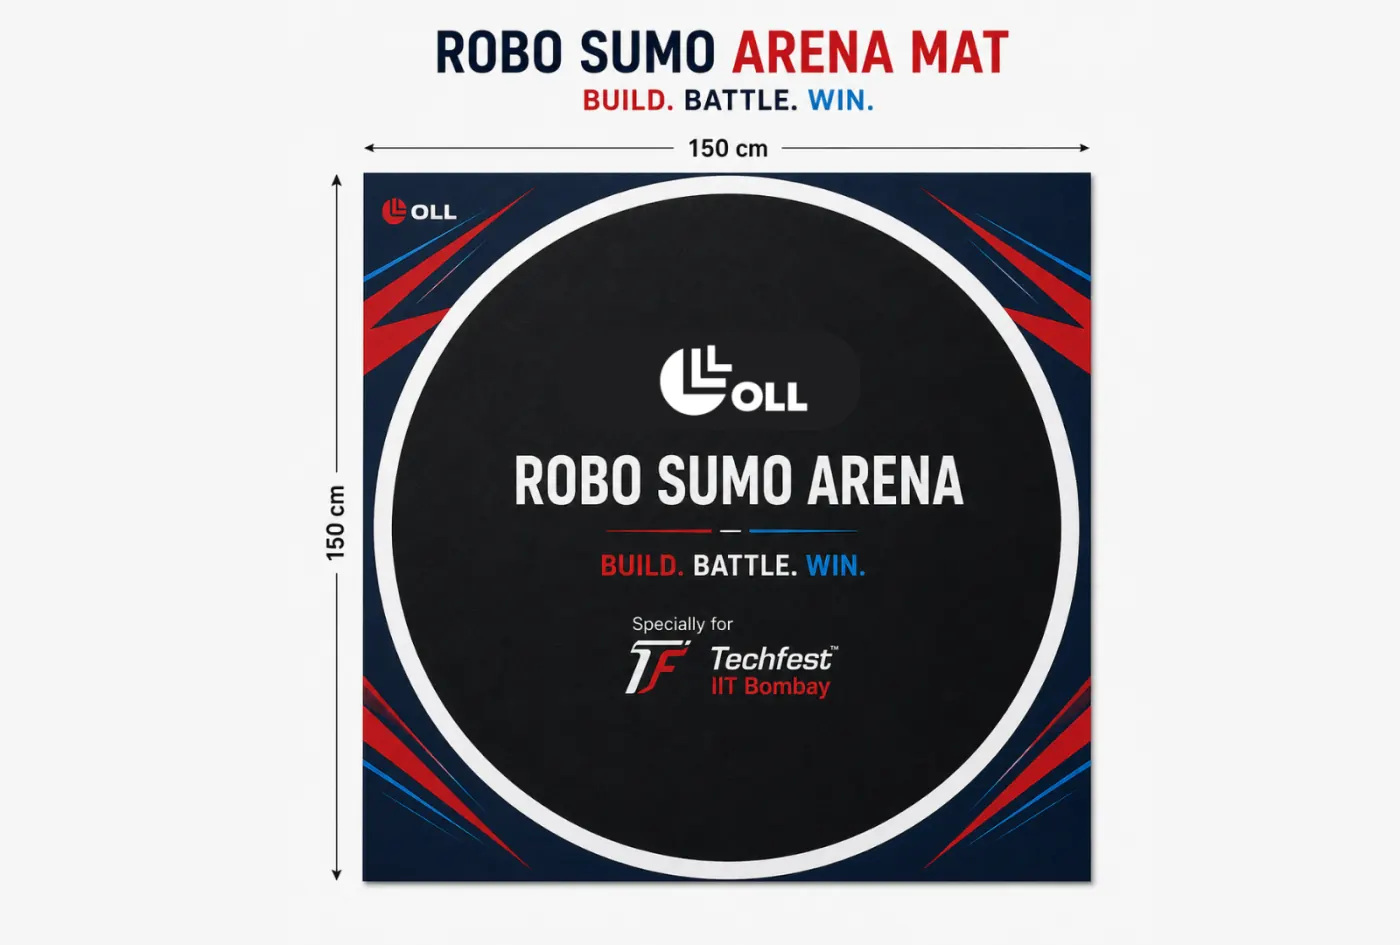 ROBO SUMO ARENA MAT
BUILD. BATTLE. WIN.
150 cm
150 cm
OLL
OLL
ROBO SUMO ARENA
BUILD. BATTLE. WIN.
Specially for
TF Techfest™
IIT Bombay